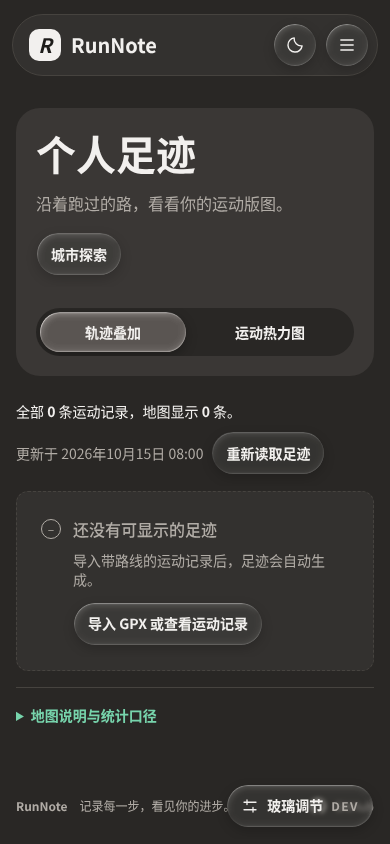 R RunNote
个人足迹
沿着跑过的路，看看你的运动版图。
城市探索
轨迹叠加 运动热力图
全部 0 条运动记录，地图显示 0 条。
更新于 2026年10月15日 08:00 重新读取足迹
还没有可显示的足迹
导入带路线的运动记录后，足迹会自动生
成。
导入 GPX 或查看运动记录
地图说明与统计口径
RunNote 记录每一步，看见你的进步。 玻璃调节 DEV